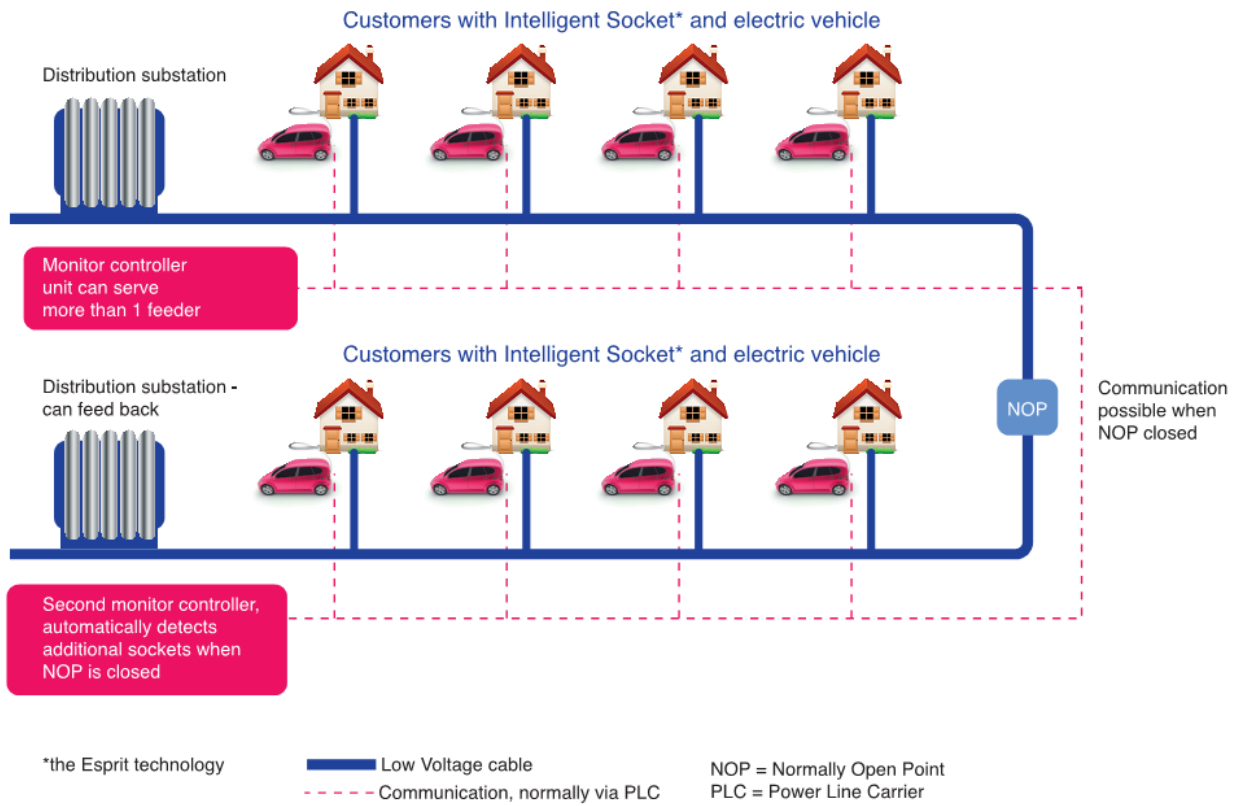 Customers with Intelligent Socket* and electric vehicle
Distribution substation
Monitor controller
unit can serve
more than 1 feeder
Customers with Intelligent Socket* and electric vehicle
Distribution substation -
can feed back
NOP
Communication
possible when
NOP closed
Second monitor controller,
automatically detects
additional sockets when
NOP is closed
*the Esprit technology
Low Voltage cable
Communication, normally via PLC
NOP = Normally Open Point
PLC = Power Line Carrier